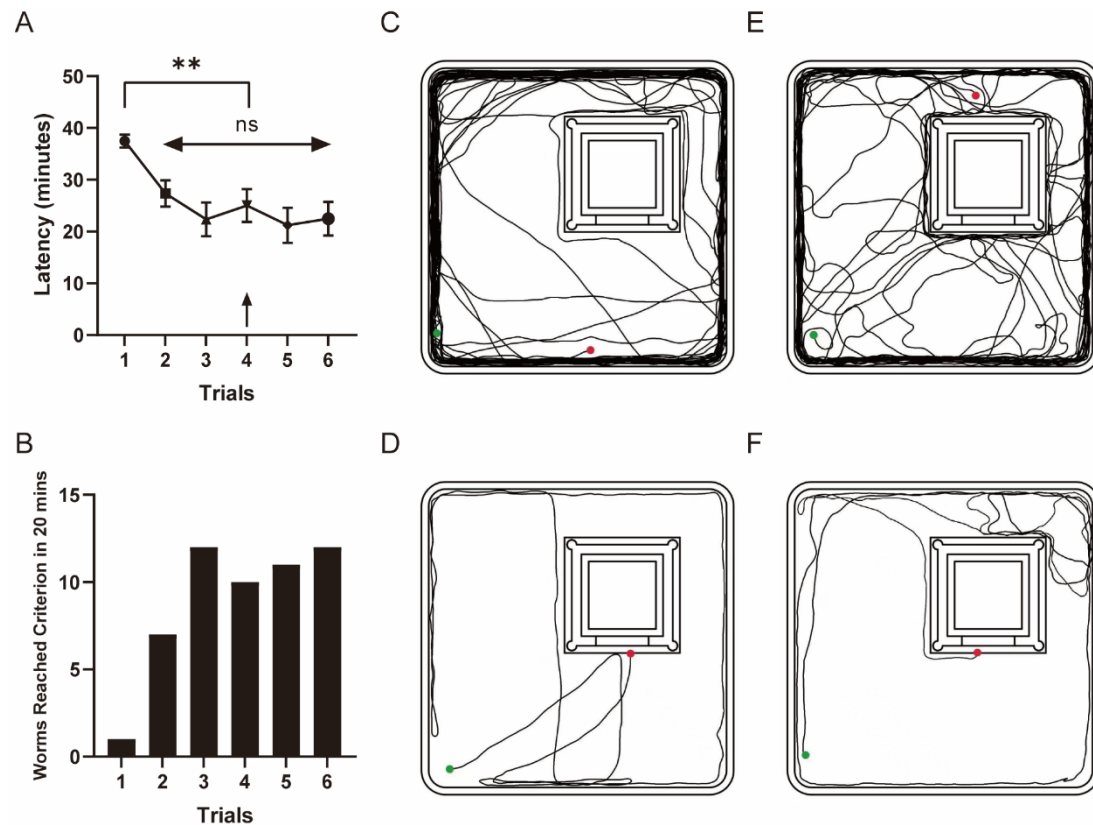 A
**
ns
Latency (minutes)
50
40
30
20
10
0
1 2 3 4 5 6
Trials
B
Worms Reached Criterion in 20 mins
15
10
5
0
1 2 3 4 5 6
Trials
C
D
E
F